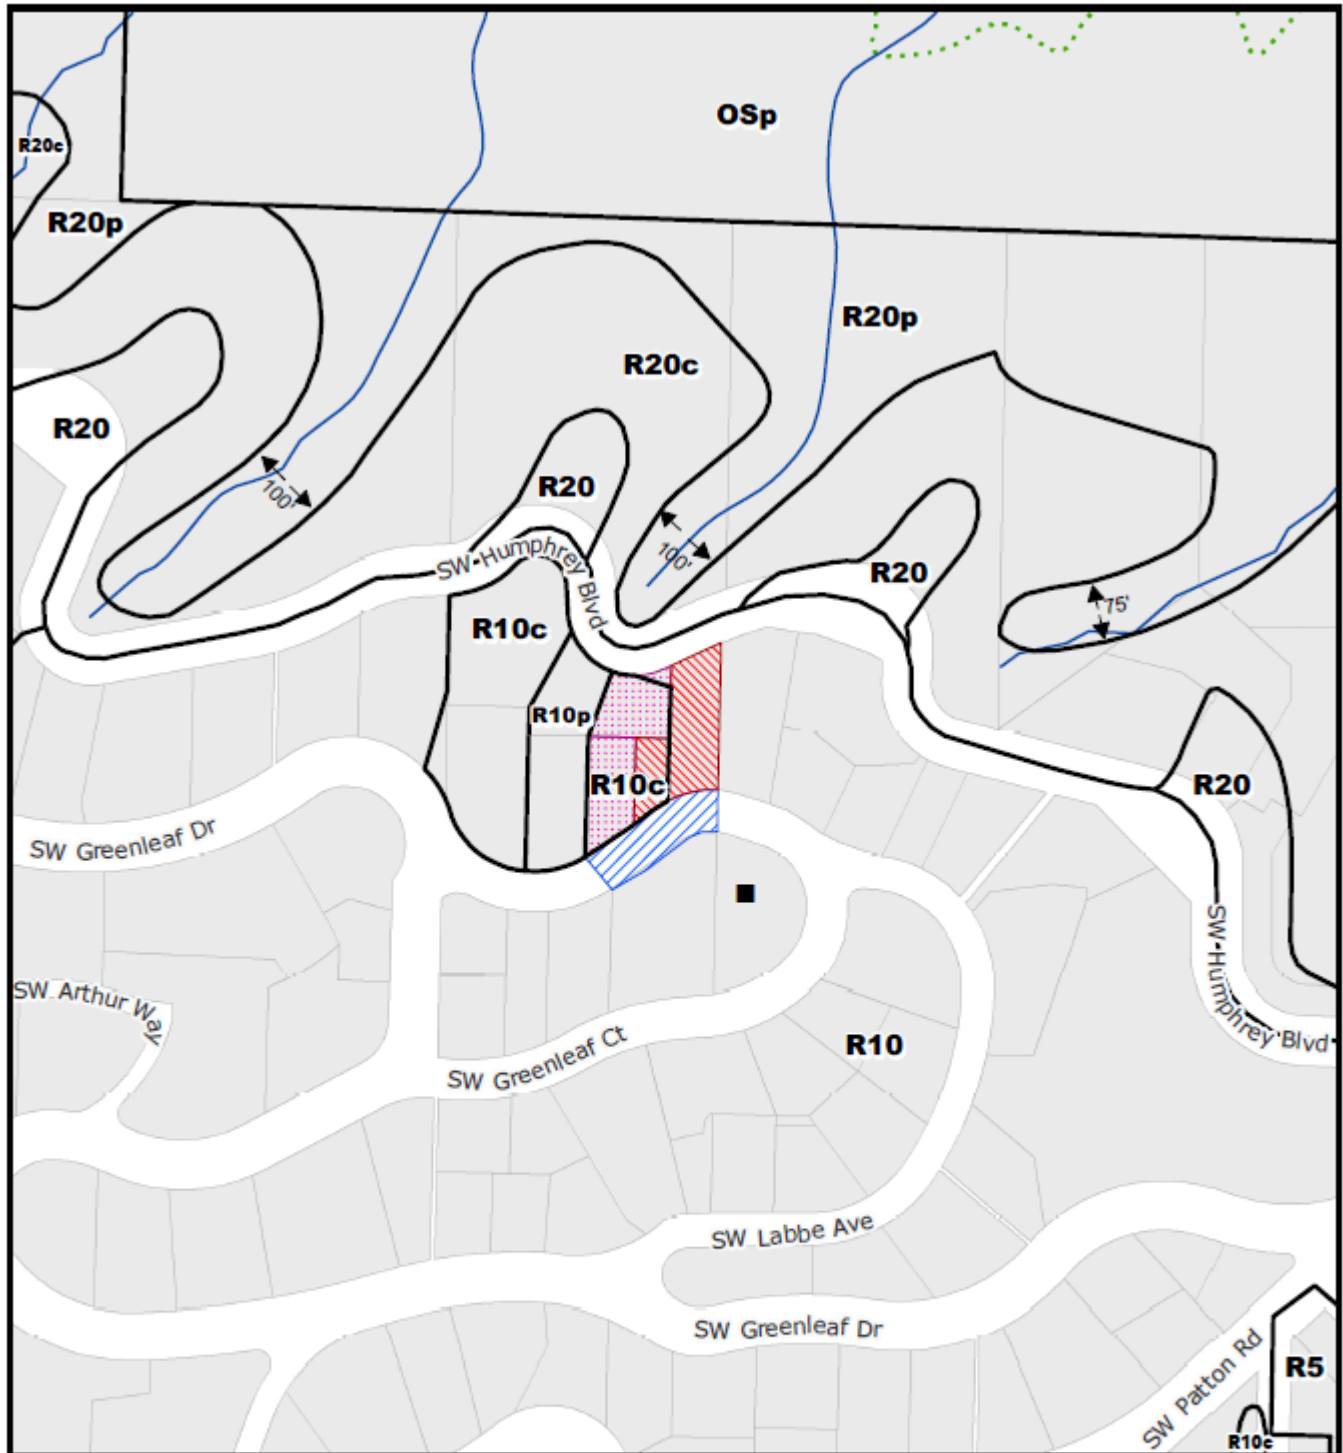 OSp
R20c
R20p
R20p
R20c
R20
R20
100'
SW Humphrey Blvd
100'
R20
75'
R10c
R10p
R10c
R20
SW Greenleaf Dr
SW Arthur Way
SW Greenleaf Ct
R10
SW Humphrey Blvd
SW Labbe Ave
SW Greenleaf Dr
SW Patton Rd
R5
R10c